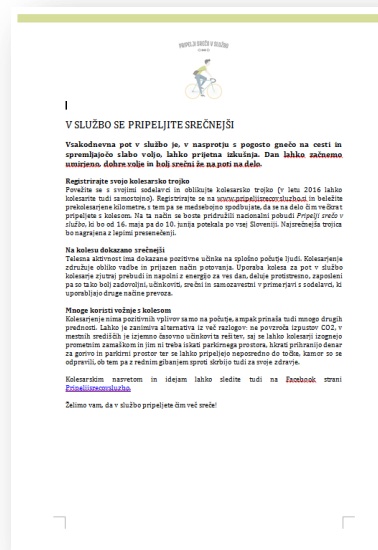 PRIPELJI SREČO V SLUŽBO
V SLUŽBO SE PRIPELJITE SREČNEJŠI
Vsakodnevna pot v službo je, v nasprotju s pogosto gnečo na cesti in
spremljajočo slabo voljo, lahko prijetna izkušnja. Dan lahko začnemo
umirjeno, dobre volje in bolj srečni že na poti na delo.
Registrirajte svojo kolesarsko trojko
Povežite se s svojimi sodelavci in oblikujte kolesarsko trojko (v letu 2016 lahko
kolesarite tudi samostojno). Registrirajte se na www.pripeljisrecovsluzbo.si in beležite
prekolesarjene kilometre, s tem pa se medsebojno spodbujate, da se na delo čim večkrat
pripeljete s kolesom. Na ta način se boste pridružili nacionalni pobudi Pripelji srečo v
službo, ki bo od 16. maja pa do 10. junija potekala po vsej Sloveniji. Najsrečnejša trojica
bo nagrajena z lepimi presenečenji.
Na kolesu dokazano srečnejši
Telesna aktivnost ima dokazane pozitivne učinke na splošno počutje ljudi. Kolesarjenje
združuje obliko vadbe in prijazen način potovanja. Uporaba kolesa za pot v službo
kolesarje zjutraj prebudi in napolni z energijo za ves dan, deluje protistresno, zaposleni
pa so tako bolj zadovoljni, učinkoviti, srečni in samozavestni v primerjavi s sodelavci, ki
uporabljajo druge načine prevoza.
Mnoge koristi vožnje s kolesom
Kolesarjenje nima pozitivnih vplivov samo na počutje, ampak prinaša tudi mnogo drugih
prednosti. Lahko je zanimiva alternativa iz več razlogov: ne povzroča izpustov CO2, v
mestnih središčih je izjemno časovno učinkovita rešitev, saj se lahko kolesarji izognejo
prometnim zamaškom in jim ni treba iskati parkirnega prostora, hkrati prihranijo denar
za gorivo in parkirni prostor ter se lahko pripeljejo neposredno do točke, kamor so se
odpravili, ob tem pa z rednim gibanjem sproti skrbijo tudi za svoje zdravje.
Kolesarskim nasvetom in idejam lahko sledite tudi na Facebook strani
Pripeljisrecovsluzbo.
Želimo vam, da v službo pripeljete čim več sreče!